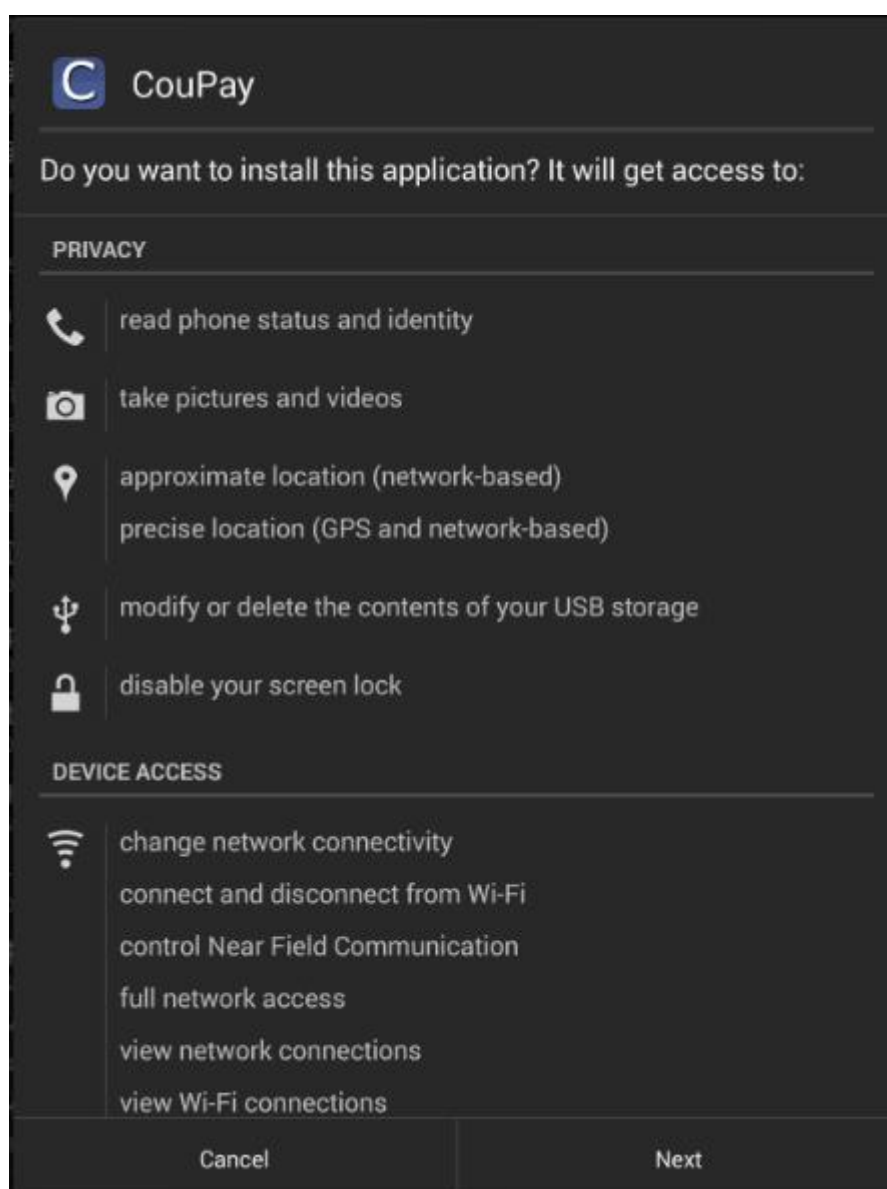 C CouPay
Do you want to install this application? It will get access to:
PRIVACY
read phone status and identity
take pictures and videos
approximate location (network-based)
precise location (GPS and network-based)
modify or delete the contents of your USB storage
disable your screen lock
DEVICE ACCESS
change network connectivity
connect and disconnect from Wi-Fi
control Near Field Communication
full network access
view network connections
view Wi-Fi connections
Cancel Next